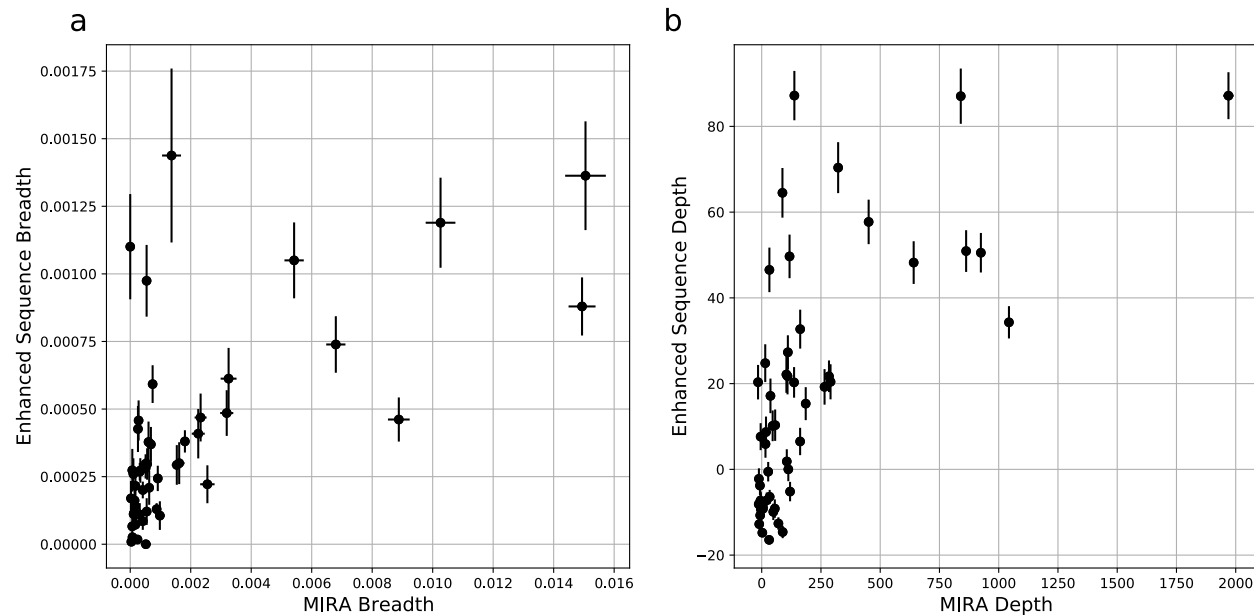 a
b
0.00175
0.00150
0.00125
0.00100
0.00075
0.00050
0.00025
0.00000
Enhanced Sequence Breadth
0.000 0.002 0.004 0.006 0.008 0.010 0.012 0.014 0.016
MIRA Breadth
80
60
40
20
0
−20
Enhanced Sequence Depth
0 250 500 750 1000 1250 1500 1750 2000
MIRA Depth